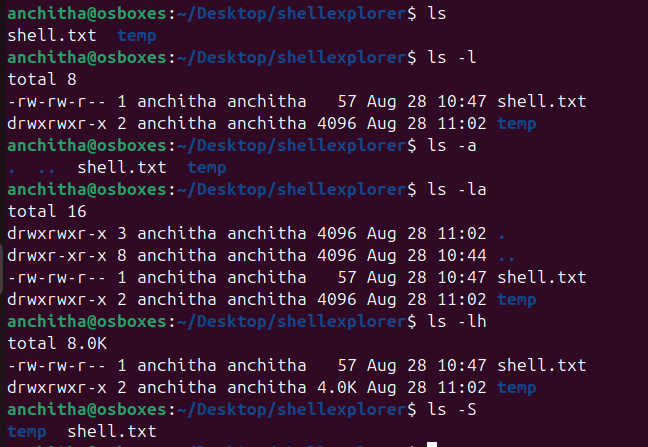 anchitha@osboxes:~/Desktop/shellexplorer$ ls
shell.txt  temp
anchitha@osboxes:~/Desktop/shellexplorer$ ls -l
total 8
-rw-rw-r-- 1 anchitha anchitha   57 Aug 28 10:47 shell.txt
drwxrwxr-x 2 anchitha anchitha 4096 Aug 28 11:02 temp
anchitha@osboxes:~/Desktop/shellexplorer$ ls -a
.  ..  shell.txt  temp
anchitha@osboxes:~/Desktop/shellexplorer$ ls -la
total 16
drwxrwxr-x 3 anchitha anchitha 4096 Aug 28 11:02 .
drwxr-xr-x 8 anchitha anchitha 4096 Aug 28 10:44 ..
-rw-rw-r-- 1 anchitha anchitha   57 Aug 28 10:47 shell.txt
drwxrwxr-x 2 anchitha anchitha 4096 Aug 28 11:02 temp
anchitha@osboxes:~/Desktop/shellexplorer$ ls -lh
total 8.0K
-rw-rw-r-- 1 anchitha anchitha   57 Aug 28 10:47 shell.txt
drwxrwxr-x 2 anchitha anchitha 4.0K Aug 28 11:02 temp
anchitha@osboxes:~/Desktop/shellexplorer$ ls -S
temp  shell.txt